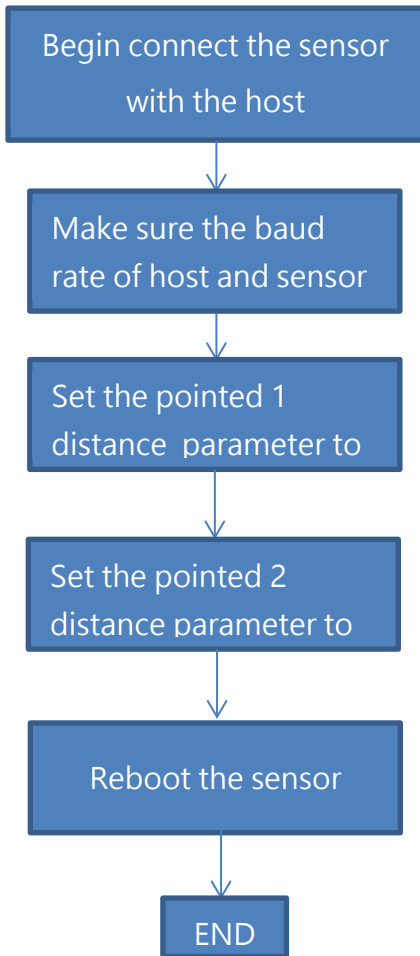 Begin connect the sensor
with the host
Make sure the baud
rate of host and sensor
Set the pointed 1
distance parameter to
Set the pointed 2
distance parameter to
Reboot the sensor
END